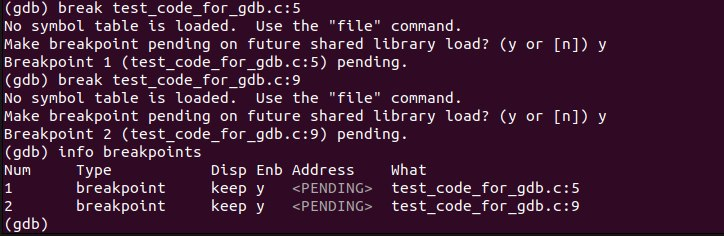 (gdb) break test_code_for_gdb.c:5
No symbol table is loaded.  Use the "file" command.
Make breakpoint pending on future shared library load? (y or [n]) y
Breakpoint 1 (test_code_for_gdb.c:5) pending.
(gdb) break test_code_for_gdb.c:9
No symbol table is loaded.  Use the "file" command.
Make breakpoint pending on future shared library load? (y or [n]) y
Breakpoint 2 (test_code_for_gdb.c:9) pending.
(gdb) info breakpoints
Num     Type           Disp Enb Address    What
1       breakpoint     keep y   <PENDING>  test_code_for_gdb.c:5
2       breakpoint     keep y   <PENDING>  test_code_for_gdb.c:9
(gdb)